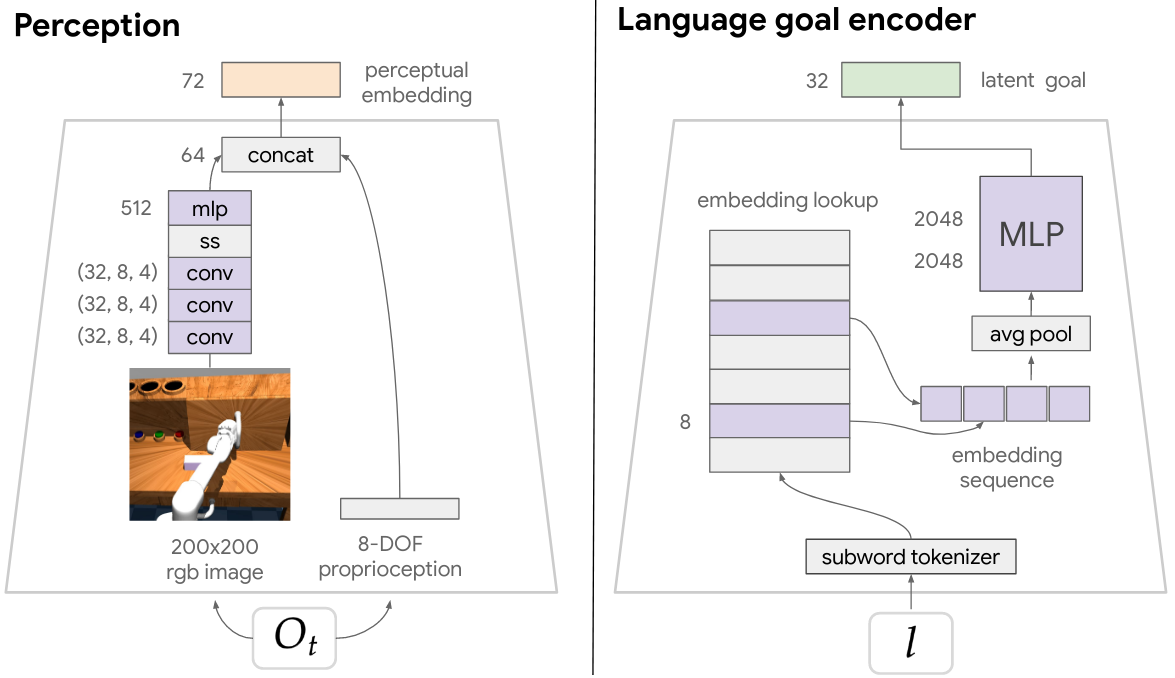 Perception
72
perceptual
embedding
64
concat
512
mlp
ss
(32, 8, 4)
conv
(32, 8, 4)
conv
(32, 8, 4)
conv
200x200
rgb image
8-DOF
proprioception
O_t
Language goal encoder
32
latent goal
embedding lookup
2048
2048
MLP
avg pool
8
embedding
sequence
subword tokenizer
l